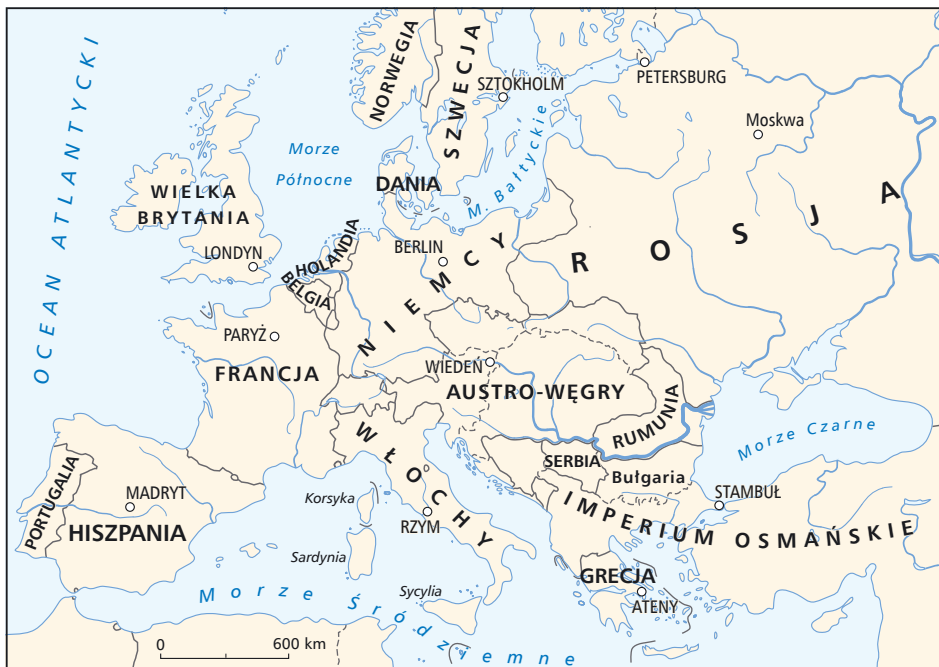 OCEAN ATLANTYCKI
NORWEGIA
SZWECJA
SZTOKHOLM
PETERSBURG
Moskwa
Morze
Północne
M. Bałtyckie
DANIA
WIELKA
BRYTANIA
LONDYN
HOLANDIA
BELGIA
BERLIN
NIEMCY
ROSJA
PARYŻ
FRANCJA
WIEDEŃ
AUSTRO-WĘGRY
RUMUNIA
Morze Czarne
WŁOCHY
SERBIA
Bułgaria
PORTUGALIA
MADRYT
HISZPANIA
Korsyka
RZYM
STAMBUŁ
IMPERIUM OSMAŃSKIE
Sardynia
GRECJA
ATENY
Sycylia
Morze Śródziemne
0 600 km